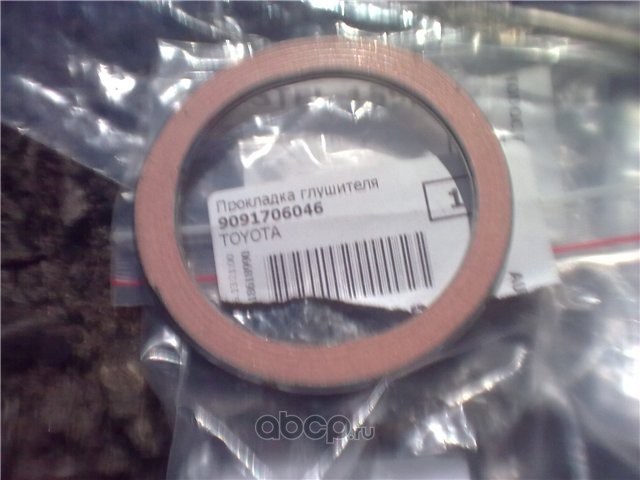 Прокладка глушителя
9091706046
1
TOYOTA
abcp.ru